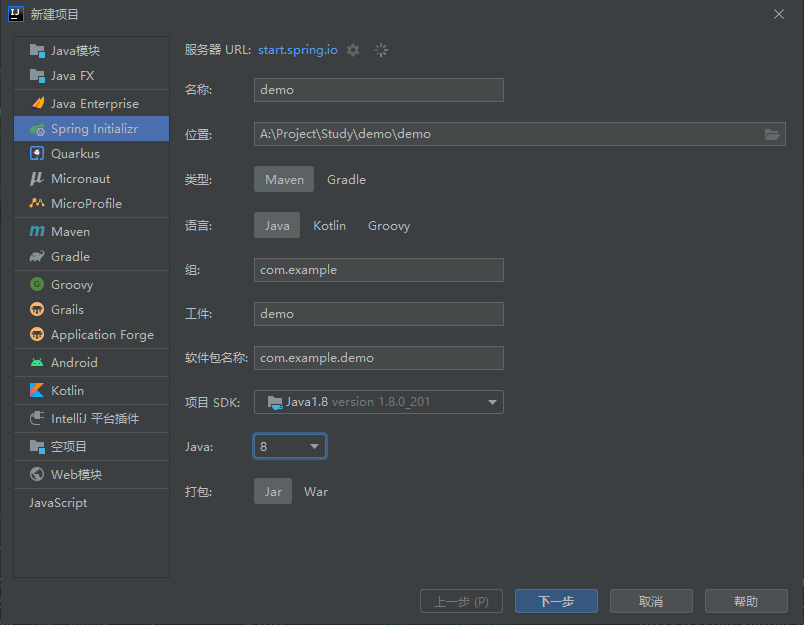 新建项目
Java模块
Java FX
Java Enterprise
Spring Initializr
Quarkus
Micronaut
MicroProfile
Maven
Gradle
Groovy
Grails
Application Forge
Android
Kotlin
IntelliJ 平台插件
空项目
Web模块
JavaScript
服务器 URL: start.spring.io
名称: demo
位置: A:\Project\Study\demo\demo
类型: Maven Gradle
语言: Java Kotlin Groovy
组: com.example
工件: demo
软件包名称: com.example.demo
项目 SDK: Java1.8 version 1.8.0_201
Java: 8
打包: Jar War
上一步 (P) 下一步 取消 帮助